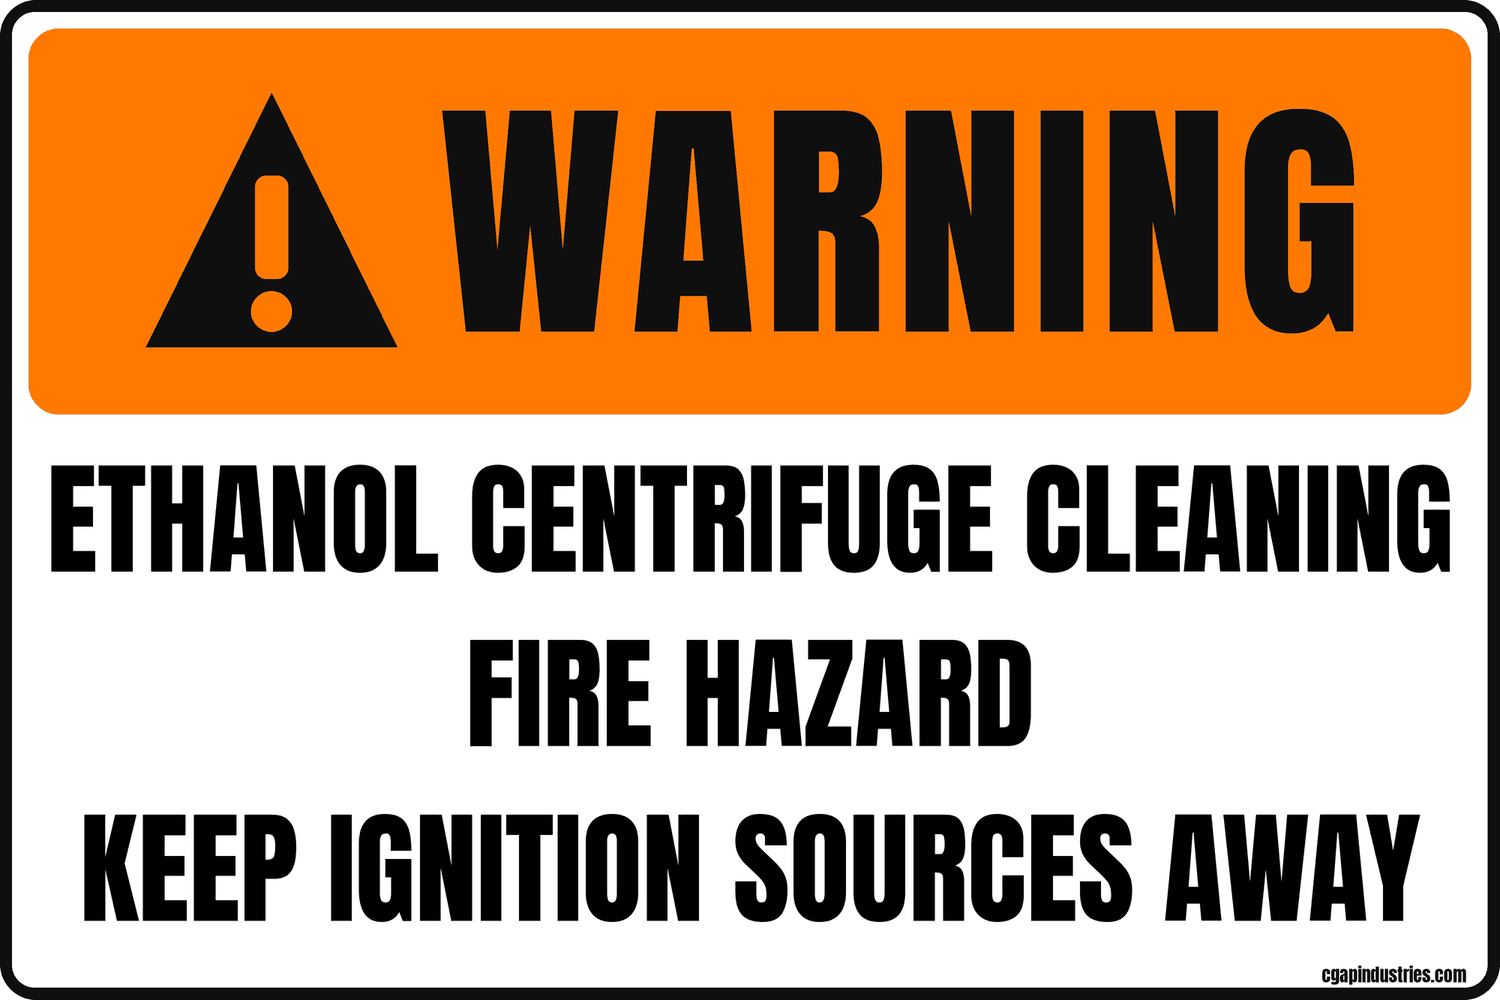 WARNING
ETHANOL CENTRIFUGE CLEANING
FIRE HAZARD
KEEP IGNITION SOURCES AWAY
cgapindustries.com